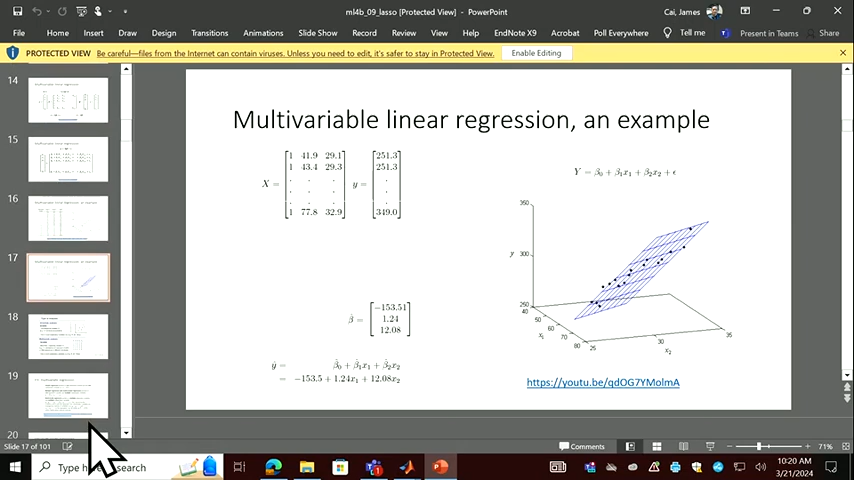 ml4b_09_lasso [Protected View] - PowerPoint
Cai, James
File Home Insert Draw Design Transitions Animations Slide Show Record Review View Help EndNote X9 Acrobat Poll Everywhere Tell me Present in Teams Share
PROTECTED VIEW Be careful—files from the Internet can contain viruses. Unless you need to edit, it's safer to stay in Protected View. Enable Editing
14
15
16
17
18
19
20
Multivariable linear regression, an example
X = [1 41.9 29.1
1 43.4 29.3
. . .
. . .
. . .
1 77.8 32.9]
y = [251.3
251.3
.
.
.
349.0]
Y = β0 + β1x1 + β2x2 + ϵ
350
y 300
250
40
50
60
70
80
x1
25
30
35
x2
β̂ = [−153.51
1.24
12.08]
ŷ = β̂0 + β̂1x1 + β̂2x2
= −153.5 + 1.24x1 + 12.08x2
https://youtu.be/qdOG7YMolmA
Slide 17 of 101
Comments
71%
Type here to search
10:20 AM
3/21/2024